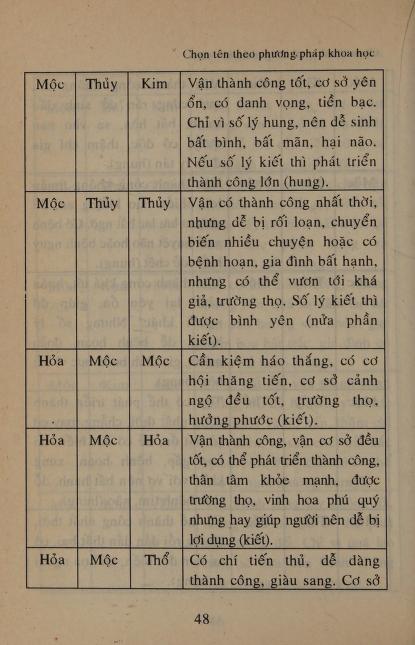 Chọn tên theo phương pháp khoa học
Mộc Thủy Kim Vận thành công tốt, cơ sở yên
ổn, có danh vọng, tiền bạc.
Chỉ vì số lý hung, nên dễ sinh
bất bình, bất mãn, hại não.
Nếu số lý kiết thì phát triển
thành công lớn (hung).
Mộc Thủy Thủy Vận có thành công nhất thời,
nhưng dễ bị rối loạn, chuyển
biến nhiều chuyện hoặc có
bệnh hoạn, gia đình bất hạnh,
nhưng có thể vươn tới khá
giả, trường thọ. Số lý kiết thì
được bình yên (nửa phần
kiết).
Hỏa Mộc Mộc Cần kiệm háo thắng, có cơ
hội thăng tiến, cơ sở cảnh
ngộ đều tốt, trường thọ,
hưởng phước (kiết).
Hỏa Mộc Hỏa Vận thành công, vận cơ sở đều
tốt, có thể phát triển thành công,
thân tâm khỏe mạnh, được
trường thọ, vinh hoa phú quý
nhưng hay giúp người nên dễ bị
lợi dụng (kiết).
Hỏa Mộc Thổ Có chí tiến thủ, dễ dàng
thành công, giàu sang. Cơ sở
48